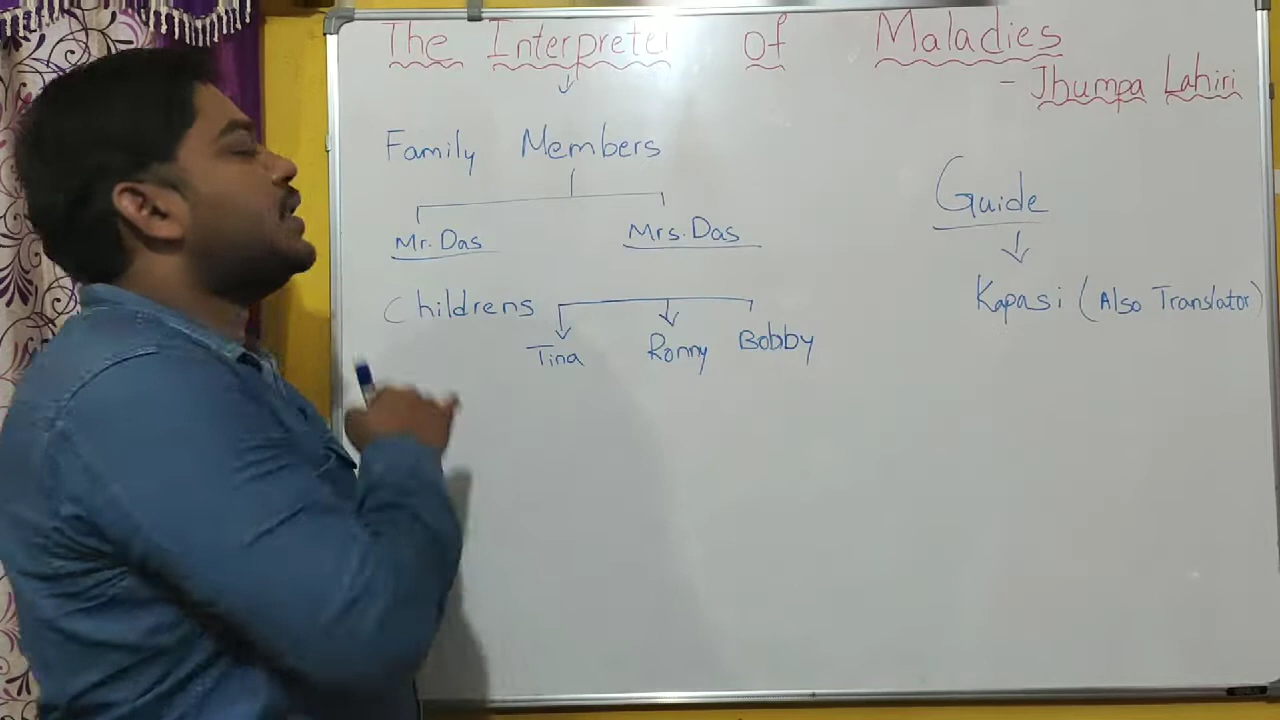 The Interpreter of Maladies
- Jhumpa Lahiri
Family Members
Mr. Das
Mrs. Das
Childrens
Tina
Ronny
Bobby
Guide
Kapasi (Also Translator)